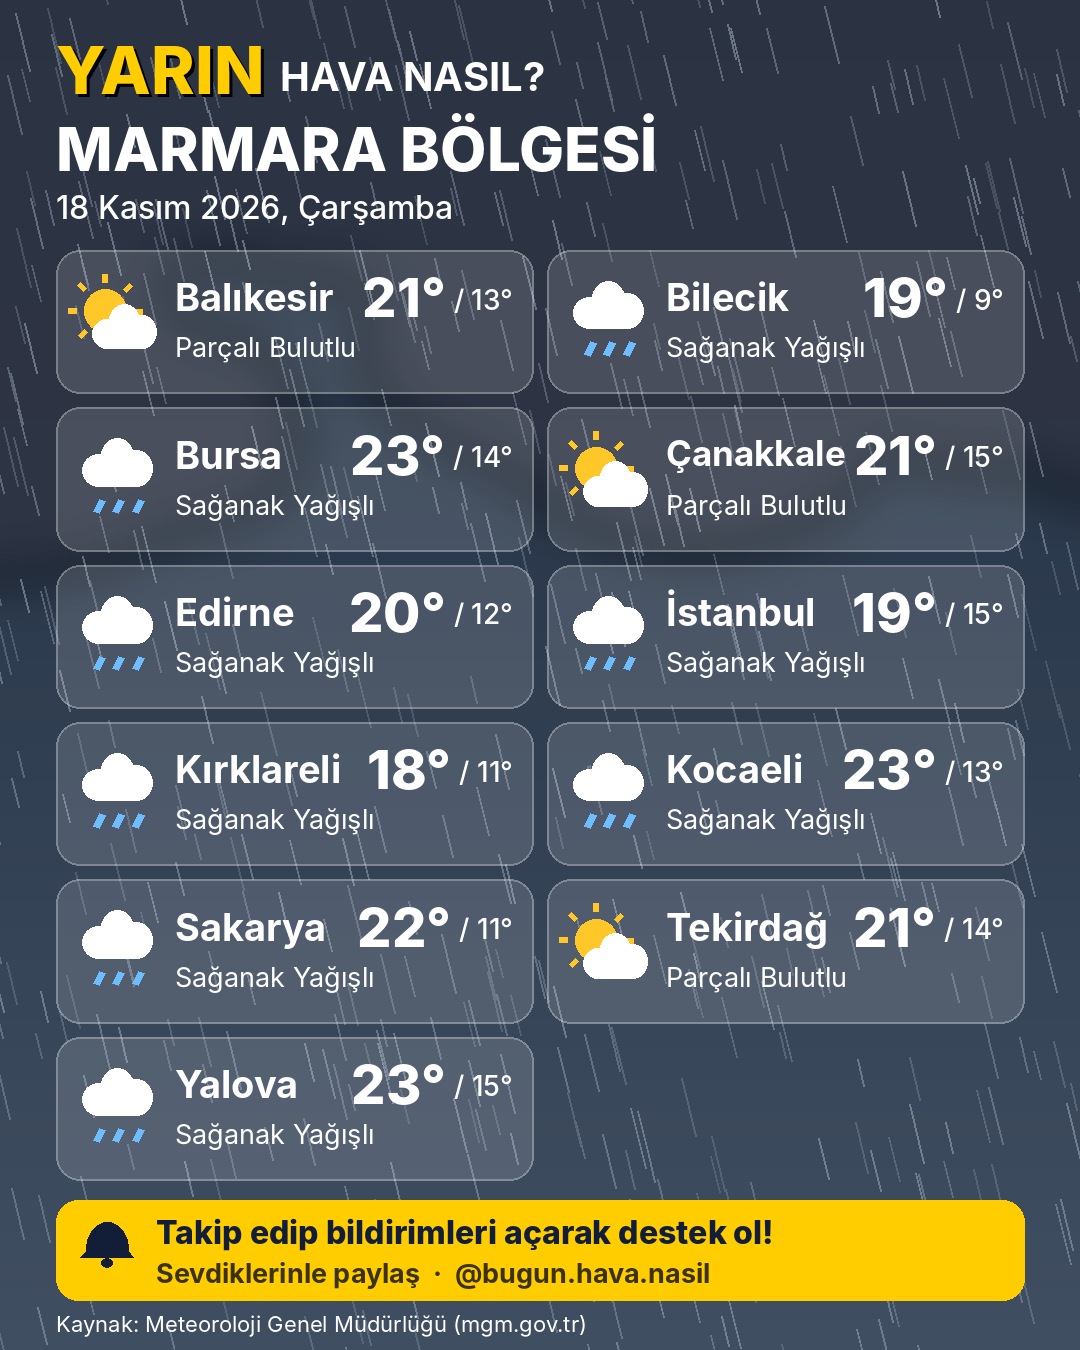 YARIN HAVA NASIL?
MARMARA BÖLGESİ
18 Kasım 2026, Çarşamba
Balıkesir 21° / 13°
Parçalı Bulutlu
Bilecik 19° / 9°
Sağanak Yağışlı
Bursa 23° / 14°
Sağanak Yağışlı
Çanakkale 21° / 15°
Parçalı Bulutlu
Edirne 20° / 12°
Sağanak Yağışlı
İstanbul 19° / 15°
Sağanak Yağışlı
Kırklareli 18° / 11°
Sağanak Yağışlı
Kocaeli 23° / 13°
Sağanak Yağışlı
Sakarya 22° / 11°
Sağanak Yağışlı
Tekirdağ 21° / 14°
Parçalı Bulutlu
Yalova 23° / 15°
Sağanak Yağışlı
Takip edip bildirimleri açarak destek ol!
Sevdiklerinle paylaş · @bugun.hava.nasil
Kaynak: Meteoroloji Genel Müdürlüğü (mgm.gov.tr)